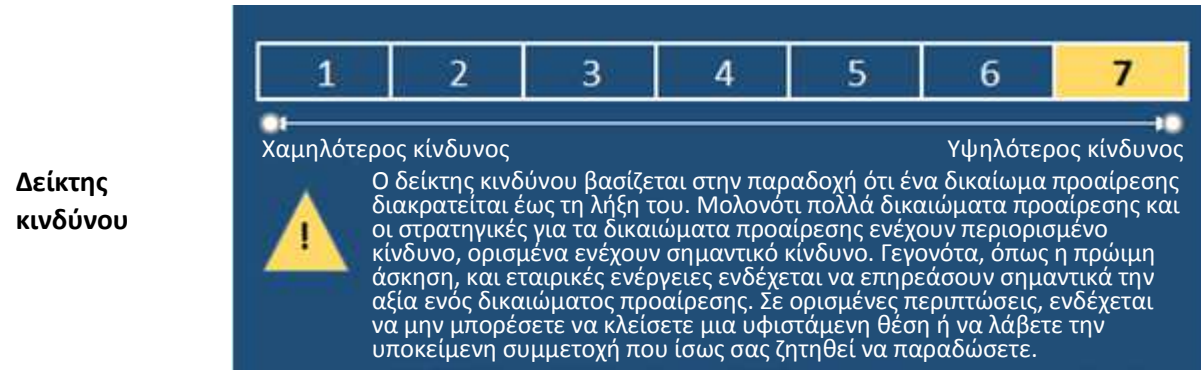 Δείκτης
κινδύνου
1 2 3 4 5 6 7
Χαμηλότερος κίνδυνος Υψηλότερος κίνδυνος
!
Ο δείκτης κινδύνου βασίζεται στην παραδοχή ότι ένα δικαίωμα προαίρεσης
διακρατείται έως τη λήξη του. Μολονότι πολλά δικαιώματα προαίρεσης και
οι στρατηγικές για τα δικαιώματα προαίρεσης ενέχουν περιορισμένο
κίνδυνο, ορισμένα ενέχουν σημαντικό κίνδυνο. Γεγονότα, όπως η πρώιμη
άσκηση, και εταιρικές ενέργειες ενδέχεται να επηρεάσουν σημαντικά την
αξία ενός δικαιώματος προαίρεσης. Σε ορισμένες περιπτώσεις, ενδέχεται
να μην μπορέσετε να κλείσετε μια υφιστάμενη θέση ή να λάβετε την
υποκείμενη συμμετοχή που ίσως σας ζητηθεί να παραδώσετε.